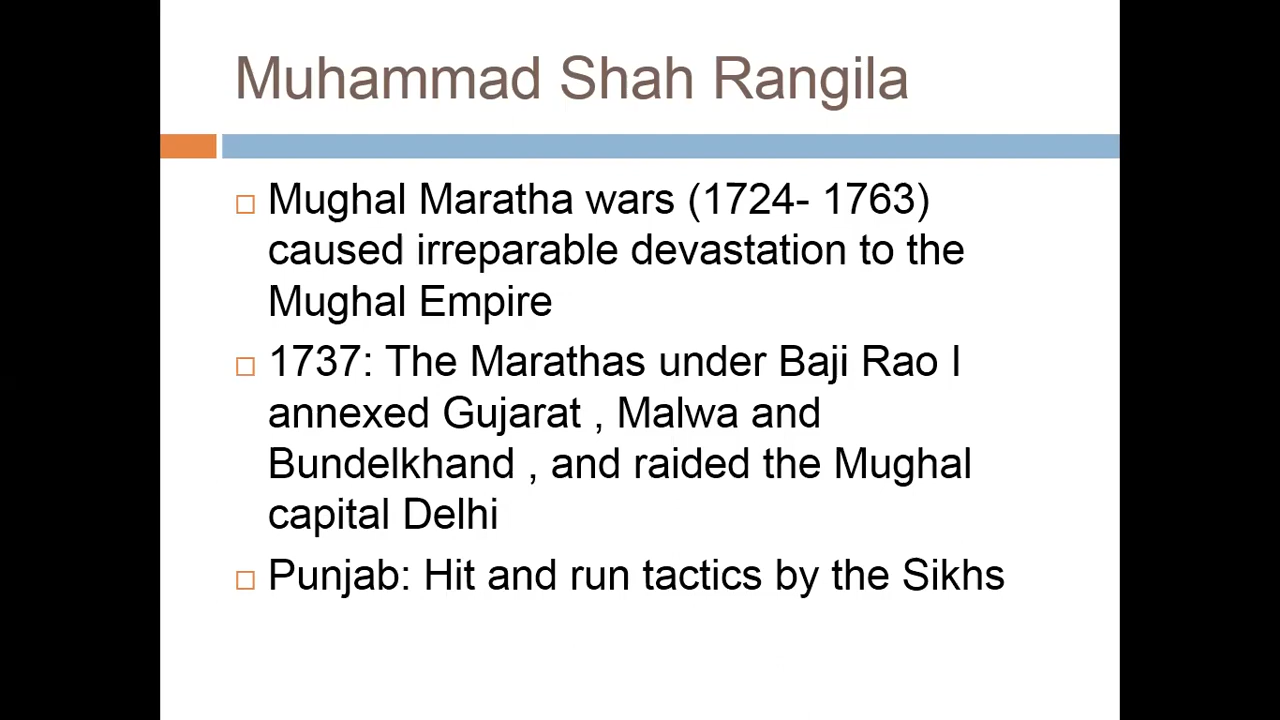 Muhammad Shah Rangila
Mughal Maratha wars (1724- 1763)
caused irreparable devastation to the
Mughal Empire
1737: The Marathas under Baji Rao I
annexed Gujarat , Malwa and
Bundelkhand , and raided the Mughal
capital Delhi
Punjab: Hit and run tactics by the Sikhs